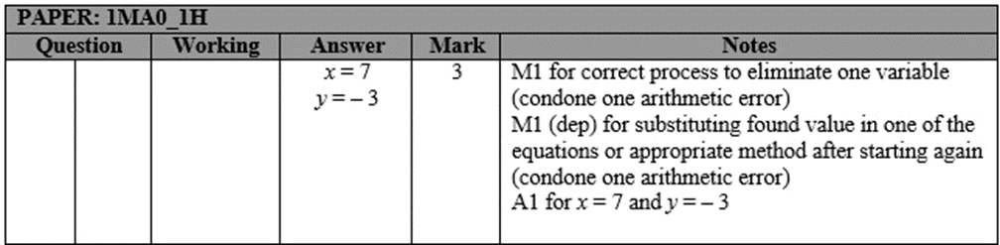 PAPER: 1MA0_1H
Question Working Answer Mark Notes
x = 7 3 M1 for correct process to eliminate one variable
y = – 3 (condone one arithmetic error)
M1 (dep) for substituting found value in one of the
equations or appropriate method after starting again
(condone one arithmetic error)
A1 for x = 7 and y = – 3